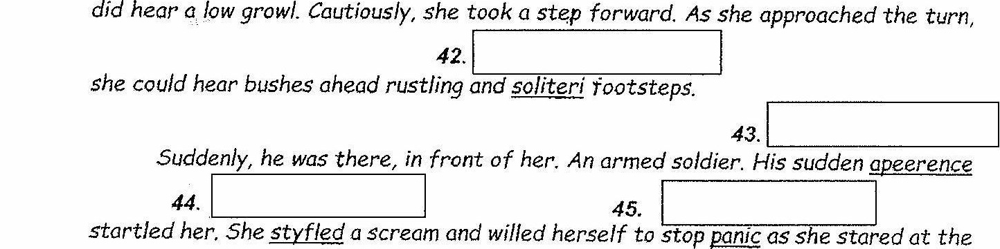 did hear a low growl. Cautiously, she took a step forward. As she approached the turn,
42.
she could hear bushes ahead rustling and soliteri footsteps.
43.
Suddenly, he was there, in front of her. An armed soldier. His sudden apeerence
44. 45.
startled her. She styfled a scream and willed herself to stop panic as she stared at the